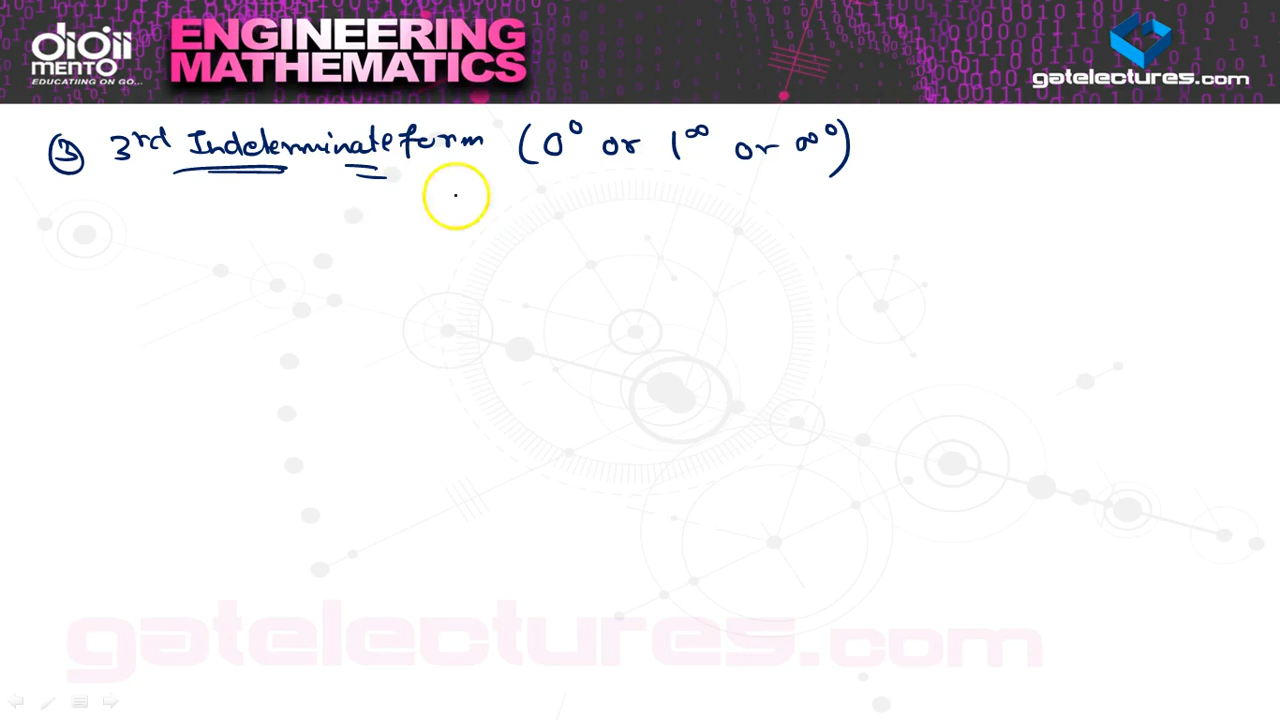 digii
MENTO
EDUCATIING ON GO...
ENGINEERING
MATHEMATICS
gatelectures.com
③ 3rd Indeterminate form (0⁰ or 1^∞ or ∞⁰)
gatelectures.com